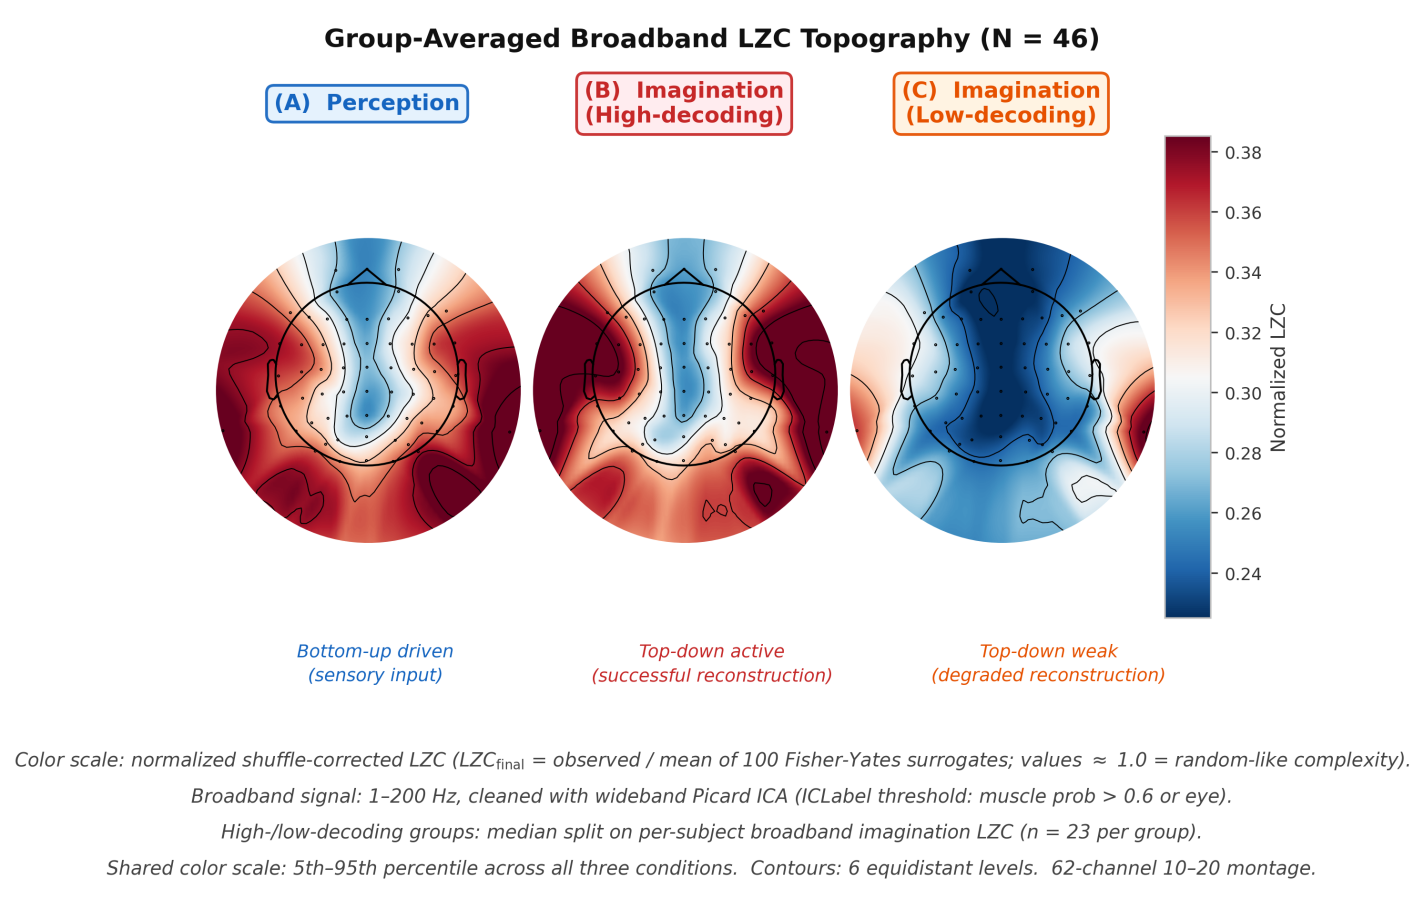 Group-Averaged Broadband LZC Topography (N = 46)
(A)  Perception
(B)  Imagination
(High-decoding)
(C)  Imagination
(Low-decoding)
0.38
0.36
0.34
0.32
0.30
0.28
0.26
0.24
Normalized LZC
Bottom-up driven
(sensory input)
Top-down active
(successful reconstruction)
Top-down weak
(degraded reconstruction)
Color scale: normalized shuffle-corrected LZC (LZC_final = observed / mean of 100 Fisher-Yates surrogates; values ≈ 1.0 = random-like complexity).
Broadband signal: 1–200 Hz, cleaned with wideband Picard ICA (ICLabel threshold: muscle prob > 0.6 or eye).
High-/low-decoding groups: median split on per-subject broadband imagination LZC (n = 23 per group).
Shared color scale: 5th–95th percentile across all three conditions.  Contours: 6 equidistant levels.  62-channel 10–20 montage.